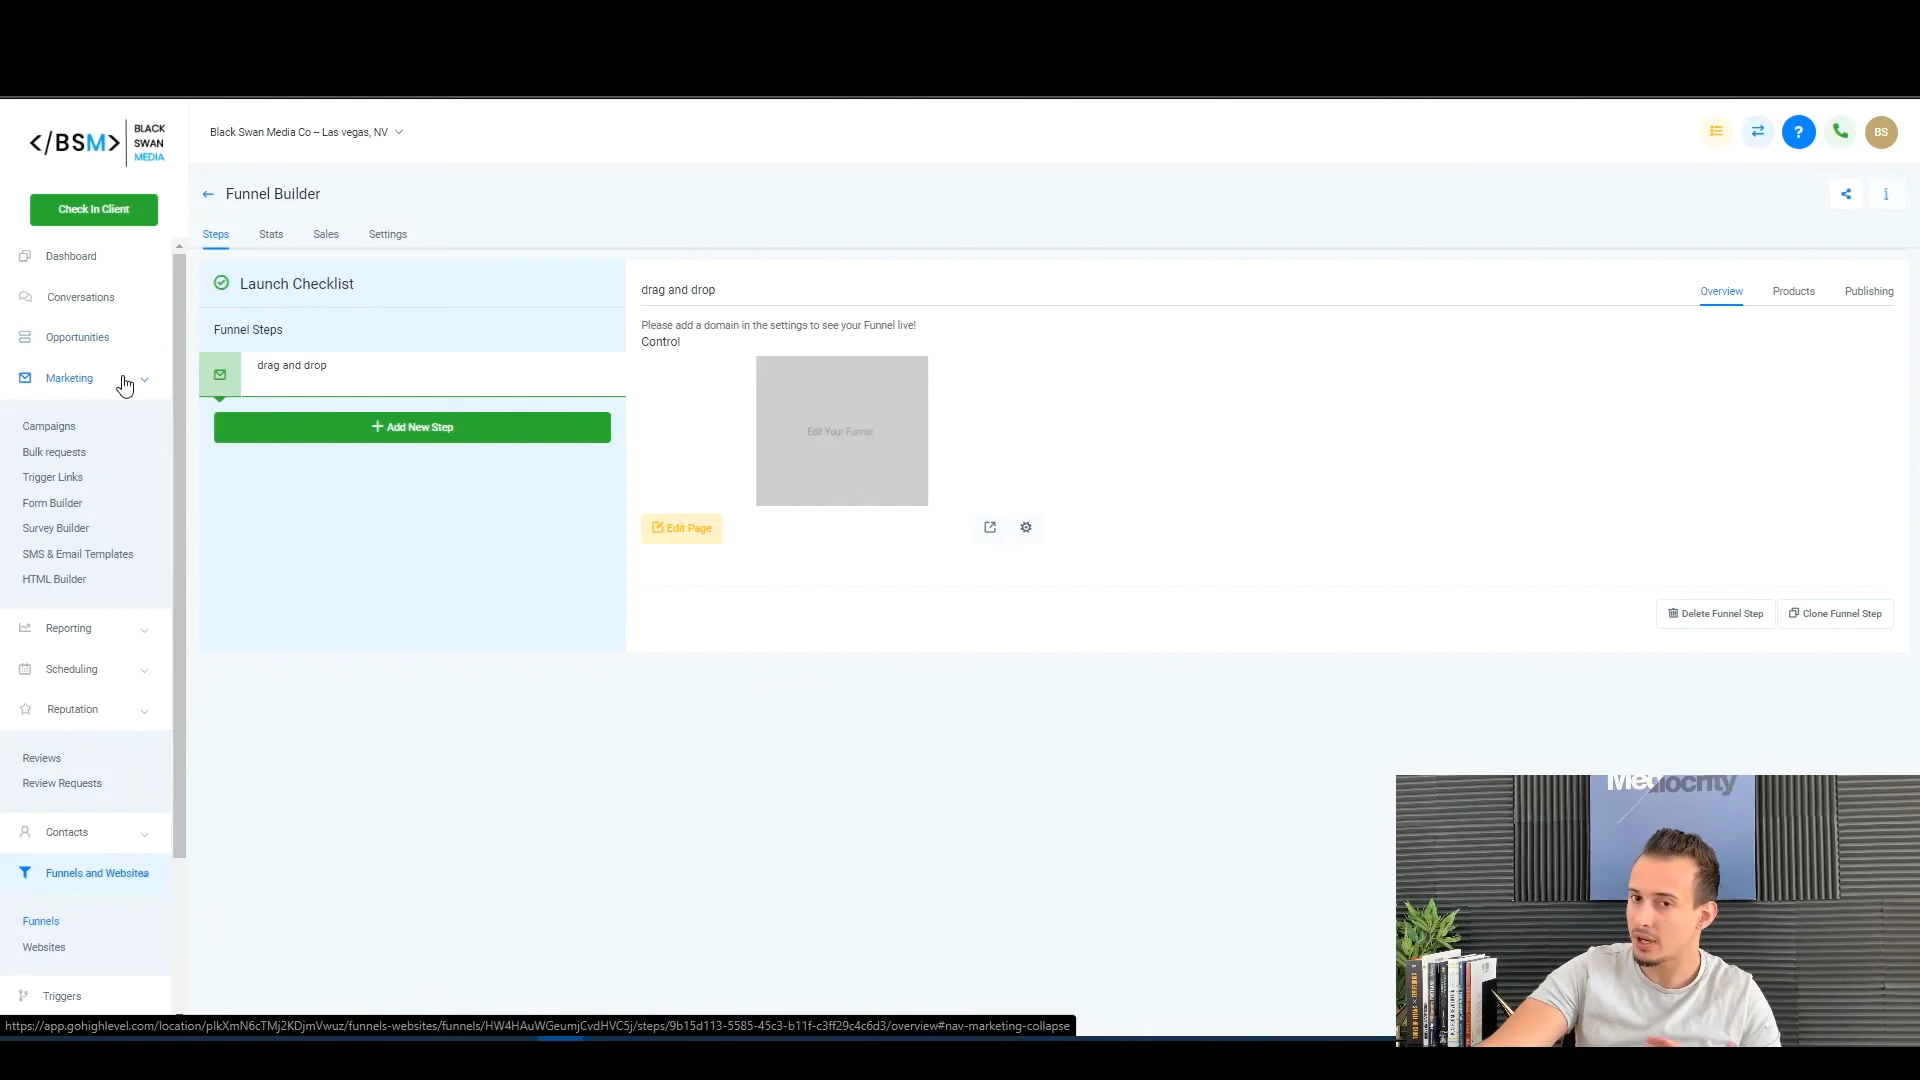 </BSM>
BLACK
SWAN
MEDIA
Black Swan Media Co -- Las vegas, NV
?
BS
Check In Client
Funnel Builder
i
Steps
Stats
Sales
Settings
Dashboard
Conversations
Opportunities
Marketing
Campaigns
Bulk requests
Trigger Links
Form Builder
Survey Builder
SMS & Email Templates
HTML Builder
Reporting
Scheduling
Reputation
Reviews
Review Requests
Contacts
Funnels and Websites
Funnels
Websites
Triggers
Launch Checklist
Funnel Steps
drag and drop
+ Add New Step
drag and drop
Overview
Products
Publishing
Please add a domain in the settings to see your Funnel live!
Control
Edit Your Funnel
Edit Page
Delete Funnel Step
Clone Funnel Step
Mediocrity
https://app.gohighlevel.com/location/plkXmN6cTMj2KDjmVwuz/funnels-websites/funnels/HW4HAuWGeumjCvdHVC5j/steps/9b15d113-5585-45c3-b11f-c3ff29c4c6d3/overview#nav-marketing-collapse